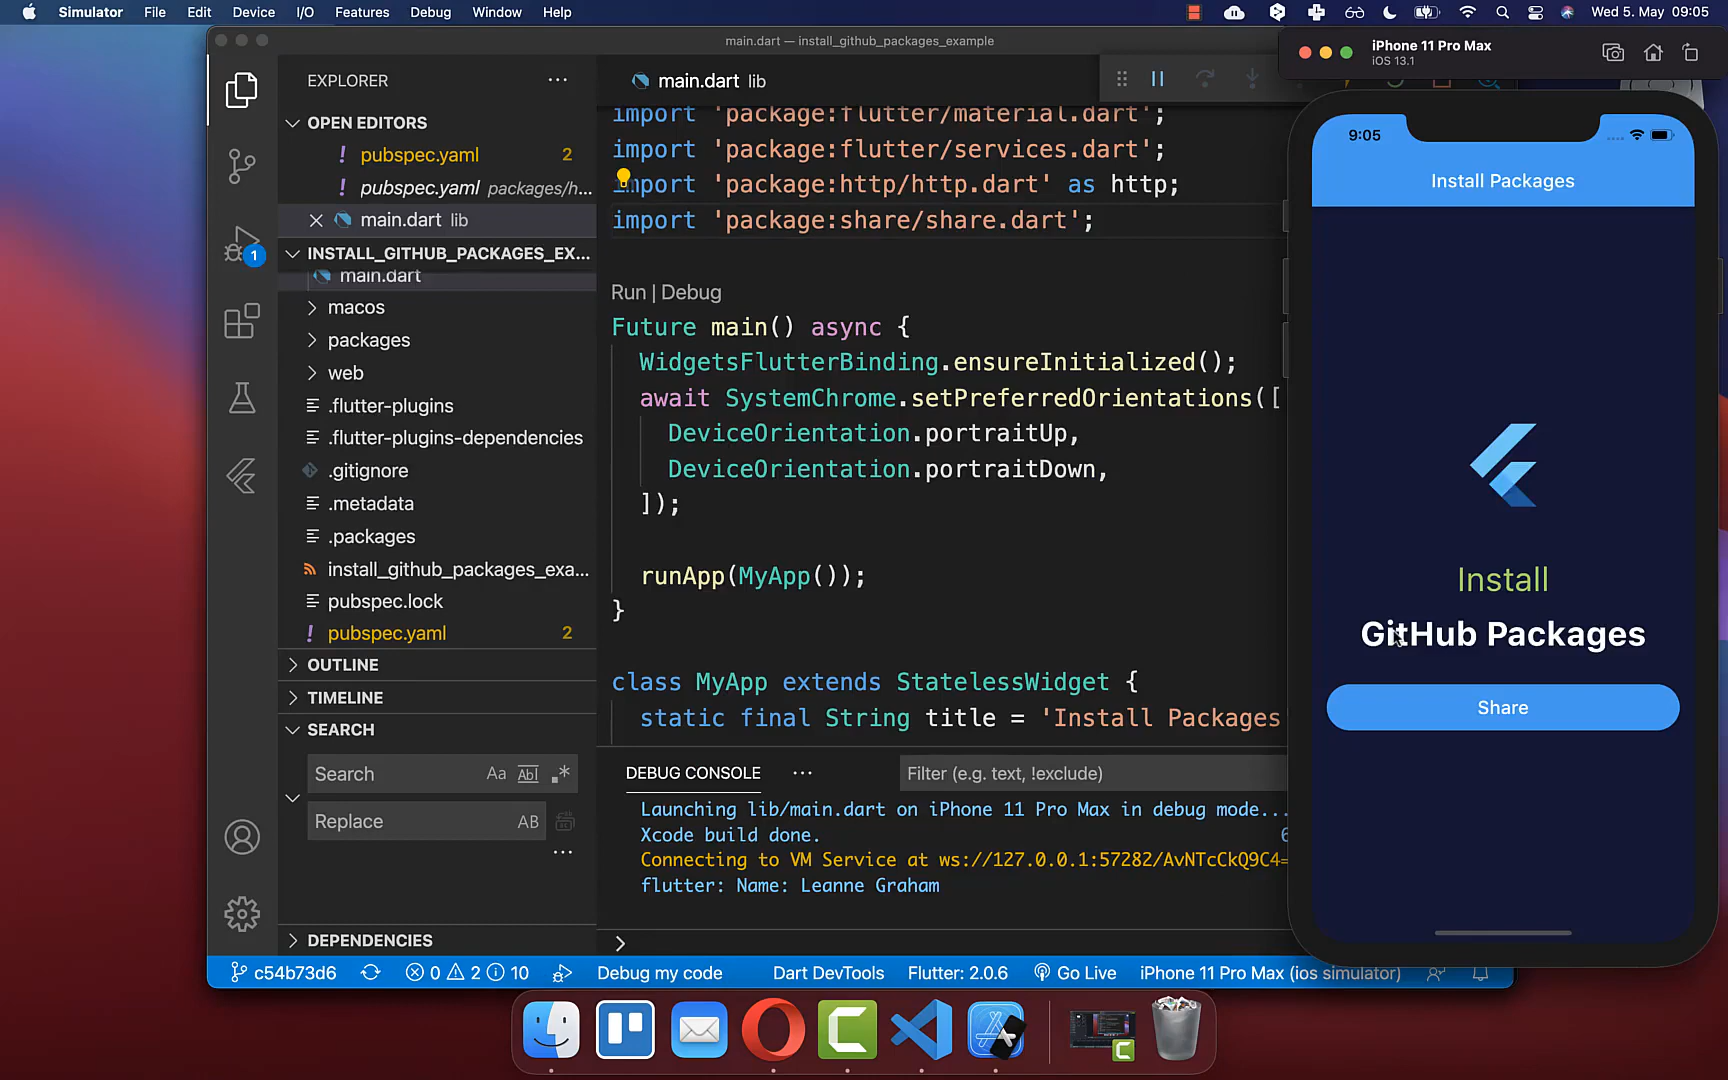 Simulator File Edit Device I/O Features Debug Window Help Wed 5. May 09:05
main.dart — install_github_packages_example
iPhone 11 Pro Max
iOS 13.1
EXPLORER
OPEN EDITORS
! pubspec.yaml 2
! pubspec.yaml packages/h...
main.dart lib
INSTALL_GITHUB_PACKAGES_EX...
main.dart
macos
packages
web
.flutter-plugins
.flutter-plugins-dependencies
.gitignore
.metadata
.packages
install_github_packages_exa...
pubspec.lock
! pubspec.yaml 2
OUTLINE
TIMELINE
SEARCH
Search Aa Abl .*
Replace AB
DEPENDENCIES
1
main.dart lib
import 'package:flutter/material.dart';
import 'package:flutter/services.dart';
import 'package:http/http.dart' as http;
import 'package:share/share.dart';
Run | Debug
Future main() async {
WidgetsFlutterBinding.ensureInitialized();
await SystemChrome.setPreferredOrientations([
DeviceOrientation.portraitUp,
DeviceOrientation.portraitDown,
]);
runApp(MyApp());
}
class MyApp extends StatelessWidget {
static final String title = 'Install Packages
DEBUG CONSOLE Filter (e.g. text, !exclude)
Launching lib/main.dart on iPhone 11 Pro Max in debug mode...
Xcode build done.
Connecting to VM Service at ws://127.0.0.1:57282/AvNTcCkQ9C4=
flutter: Name: Leanne Graham
9:05
Install Packages
Install
GitHub Packages
Share
c54b73d6 0 2 10 Debug my code Dart DevTools Flutter: 2.0.6 Go Live iPhone 11 Pro Max (ios simulator)